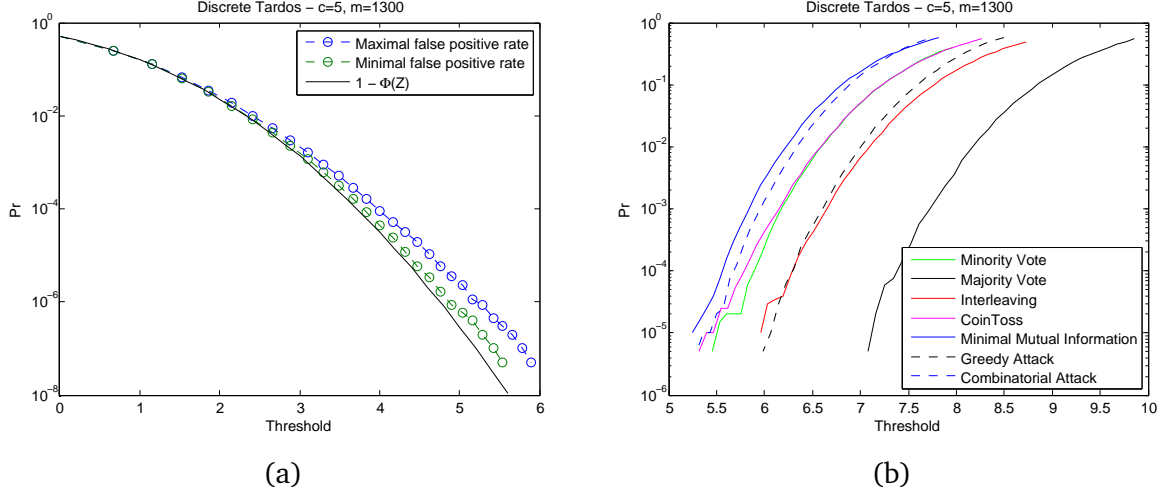 Discrete Tardos − c=5, m=1300
10^0
10^−2
10^−4
10^−6
10^−8
Pr
0 1 2 3 4 5 6
Threshold
Maximal false positive rate
Minimal false positive rate
1 − Φ(Z)
(a)
Discrete Tardos − c=5, m=1300
10^0
10^−1
10^−2
10^−3
10^−4
10^−5
10^−6
Pr
5 5.5 6 6.5 7 7.5 8 8.5 9 9.5 10
Threshold
Minority Vote
Majority Vote
Interleaving
CoinToss
Minimal Mutual Information
Greedy Attack
Combinatorial Attack
(b)